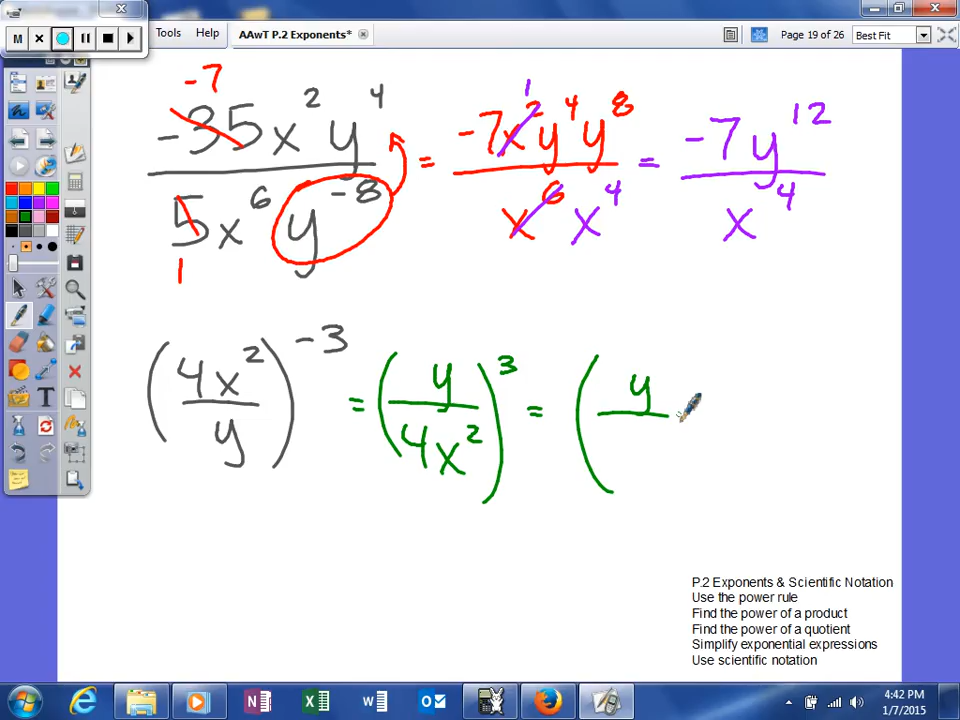 M
Tools Help AAwT P.2 Exponents* Page 19 of 26 Best Fit
-7
-35x²y⁴ / 5x⁶y⁻⁸ = -7x²y⁴y⁸ / x⁶x⁴ = -7y¹² / x⁴
1
1
(4x² / y)⁻³ = (y / 4x²)³ = ( y
P.2 Exponents & Scientific Notation
Use the power rule
Find the power of a product
Find the power of a quotient
Simplify exponential expressions
Use scientific notation
4:42 PM
1/7/2015